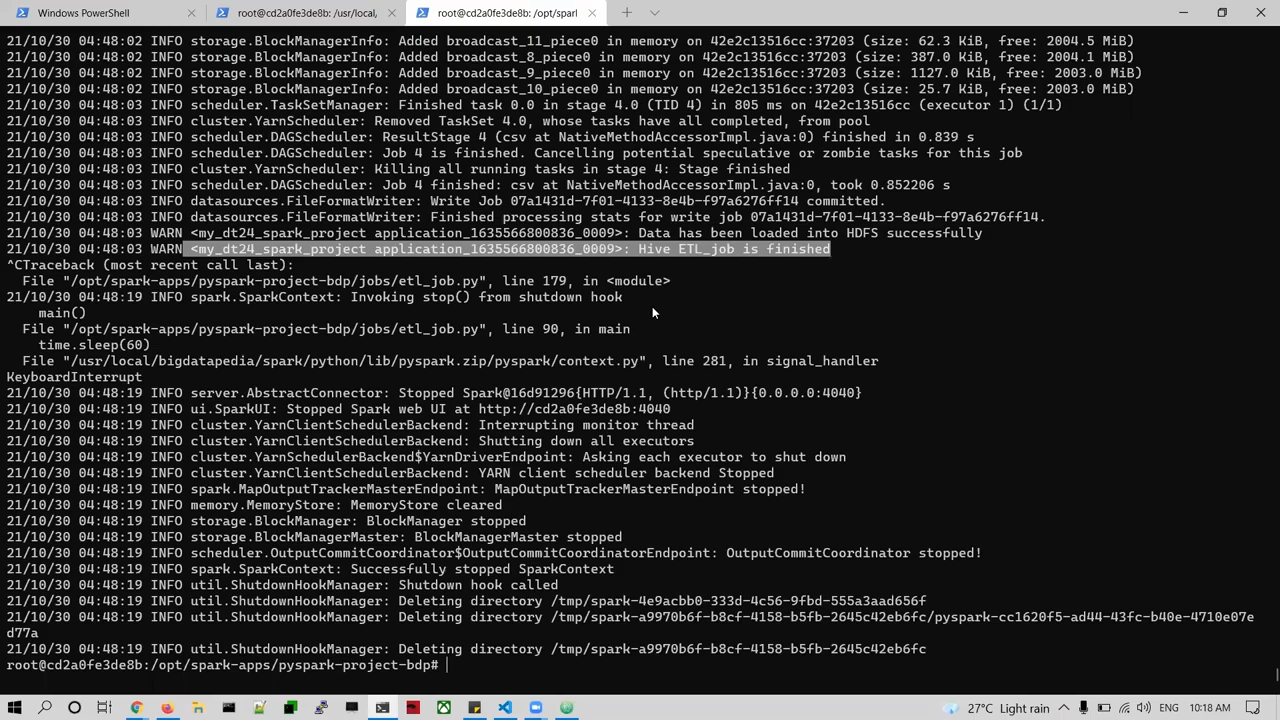 Windows PowerShell
root@cd2a0fe3de8b: /usr/local,
root@cd2a0fe3de8b: /opt/spark
21/10/30 04:48:02 INFO storage.BlockManagerInfo: Added broadcast_11_piece0 in memory on 42e2c13516cc:37203 (size: 62.3 KiB, free: 2004.5 MiB)
21/10/30 04:48:02 INFO storage.BlockManagerInfo: Added broadcast_8_piece0 in memory on 42e2c13516cc:37203 (size: 387.0 KiB, free: 2004.1 MiB)
21/10/30 04:48:02 INFO storage.BlockManagerInfo: Added broadcast_9_piece0 in memory on 42e2c13516cc:37203 (size: 1127.0 KiB, free: 2003.0 MiB)
21/10/30 04:48:02 INFO storage.BlockManagerInfo: Added broadcast_10_piece0 in memory on 42e2c13516cc:37203 (size: 25.7 KiB, free: 2003.0 MiB)
21/10/30 04:48:03 INFO scheduler.TaskSetManager: Finished task 0.0 in stage 4.0 (TID 4) in 805 ms on 42e2c13516cc (executor 1) (1/1)
21/10/30 04:48:03 INFO cluster.YarnScheduler: Removed TaskSet 4.0, whose tasks have all completed, from pool
21/10/30 04:48:03 INFO scheduler.DAGScheduler: ResultStage 4 (csv at NativeMethodAccessorImpl.java:0) finished in 0.839 s
21/10/30 04:48:03 INFO scheduler.DAGScheduler: Job 4 is finished. Cancelling potential speculative or zombie tasks for this job
21/10/30 04:48:03 INFO cluster.YarnScheduler: Killing all running tasks in stage 4: Stage finished
21/10/30 04:48:03 INFO scheduler.DAGScheduler: Job 4 finished: csv at NativeMethodAccessorImpl.java:0, took 0.852206 s
21/10/30 04:48:03 INFO datasources.FileFormatWriter: Write Job 07a1431d-7f01-4133-8e4b-f97a6276ff14 committed.
21/10/30 04:48:03 INFO datasources.FileFormatWriter: Finished processing stats for write job 07a1431d-7f01-4133-8e4b-f97a6276ff14.
21/10/30 04:48:03 WARN <my_dt24_spark_project application_1635566800836_0009>: Data has been loaded into HDFS successfully
21/10/30 04:48:03 WARN <my_dt24_spark_project application_1635566800836_0009>: Hive ETL_job is finished
^CTraceback (most recent call last):
File "/opt/spark-apps/pyspark-project-bdp/jobs/etl_job.py", line 179, in <module>
21/10/30 04:48:19 INFO spark.SparkContext: Invoking stop() from shutdown hook
main()
File "/opt/spark-apps/pyspark-project-bdp/jobs/etl_job.py", line 90, in main
time.sleep(60)
File "/usr/local/bigdatapedia/spark/python/lib/pyspark.zip/pyspark/context.py", line 281, in signal_handler
KeyboardInterrupt
21/10/30 04:48:19 INFO server.AbstractConnector: Stopped Spark@16d91296{HTTP/1.1, (http/1.1)}{0.0.0.0:4040}
21/10/30 04:48:19 INFO ui.SparkUI: Stopped Spark web UI at http://cd2a0fe3de8b:4040
21/10/30 04:48:19 INFO cluster.YarnClientSchedulerBackend: Interrupting monitor thread
21/10/30 04:48:19 INFO cluster.YarnClientSchedulerBackend: Shutting down all executors
21/10/30 04:48:19 INFO cluster.YarnSchedulerBackend$YarnDriverEndpoint: Asking each executor to shut down
21/10/30 04:48:19 INFO cluster.YarnClientSchedulerBackend: YARN client scheduler backend Stopped
21/10/30 04:48:19 INFO spark.MapOutputTrackerMasterEndpoint: MapOutputTrackerMasterEndpoint stopped!
21/10/30 04:48:19 INFO memory.MemoryStore: MemoryStore cleared
21/10/30 04:48:19 INFO storage.BlockManager: BlockManager stopped
21/10/30 04:48:19 INFO storage.BlockManagerMaster: BlockManagerMaster stopped
21/10/30 04:48:19 INFO scheduler.OutputCommitCoordinator$OutputCommitCoordinatorEndpoint: OutputCommitCoordinator stopped!
21/10/30 04:48:19 INFO spark.SparkContext: Successfully stopped SparkContext
21/10/30 04:48:19 INFO util.ShutdownHookManager: Shutdown hook called
21/10/30 04:48:19 INFO util.ShutdownHookManager: Deleting directory /tmp/spark-4e9acbb0-333d-4c56-9fbd-555a3aad656f
21/10/30 04:48:19 INFO util.ShutdownHookManager: Deleting directory /tmp/spark-a9970b6f-b8cf-4158-b5fb-2645c42eb6fc/pyspark-cc1620f5-ad44-43fc-b40e-4710e07e
d77a
21/10/30 04:48:19 INFO util.ShutdownHookManager: Deleting directory /tmp/spark-a9970b6f-b8cf-4158-b5fb-2645c42eb6fc
root@cd2a0fe3de8b:/opt/spark-apps/pyspark-project-bdp#
27°C Light rain
ENG
10:18 AM